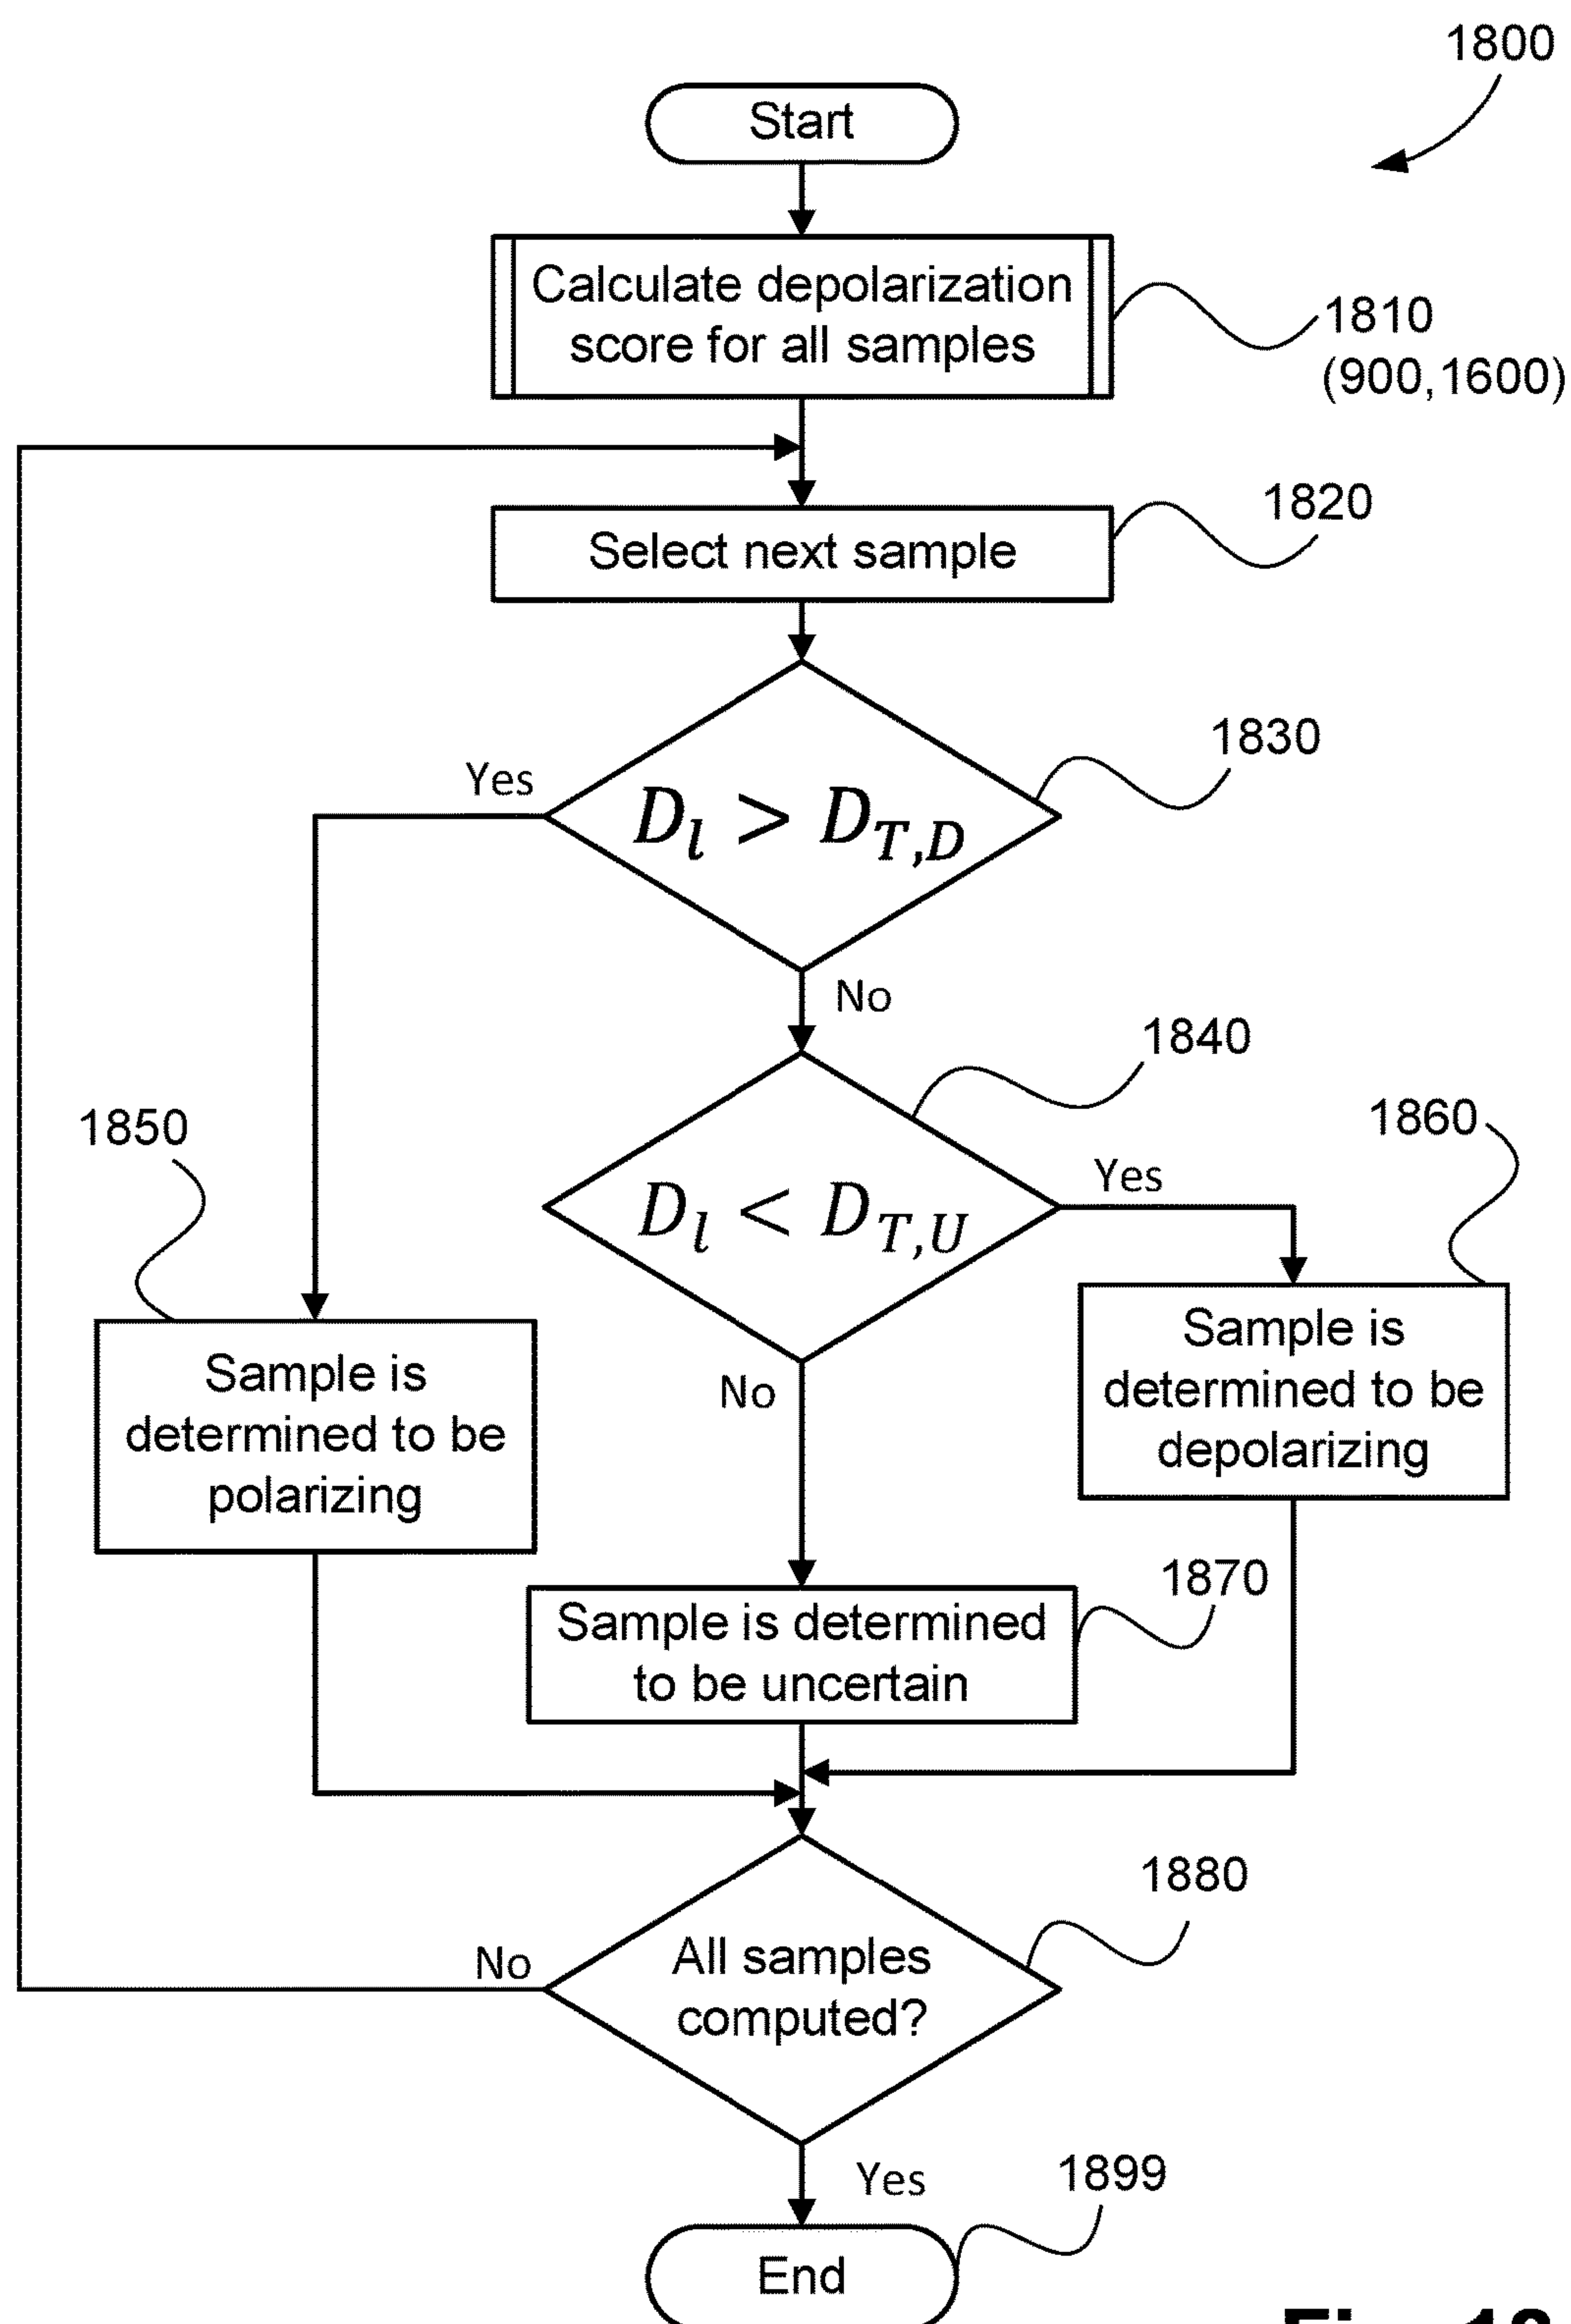 1800
Start
Calculate depolarization
score for all samples
1810
(900,1600)
Select next sample
1820
1830
Yes
D_l > D_{T,D}
No
1840
1850
1860
Yes
D_l < D_{T,U}
Sample is
determined to be
polarizing
No
Sample is
determined to be
depolarizing
1870
Sample is determined
to be uncertain
1880
No
All samples
computed?
Yes
1899
End